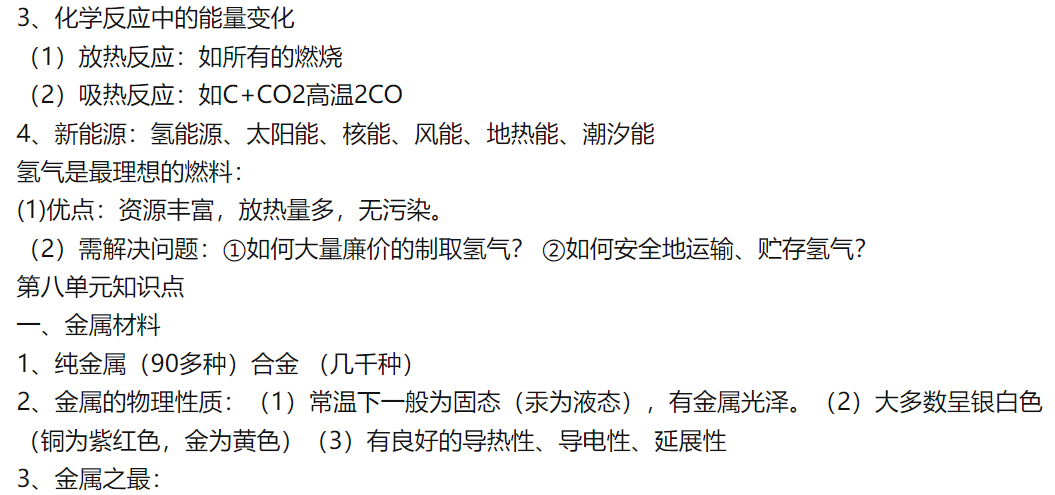 3、化学反应中的能量变化
（1）放热反应：如所有的燃烧
（2）吸热反应：如C+CO2高温2CO
4、新能源：氢能源、太阳能、核能、风能、地热能、潮汐能
氢气是最理想的燃料：
(1)优点：资源丰富，放热量多，无污染。
（2）需解决问题：①如何大量廉价的制取氢气？ ②如何安全地运输、贮存氢气？
第八单元知识点
一、金属材料
1、纯金属（90多种）合金 （几千种）
2、金属的物理性质：（1）常温下一般为固态（汞为液态），有金属光泽。（2）大多数呈银白色
（铜为紫红色，金为黄色）（3）有良好的导热性、导电性、延展性
3、金属之最：